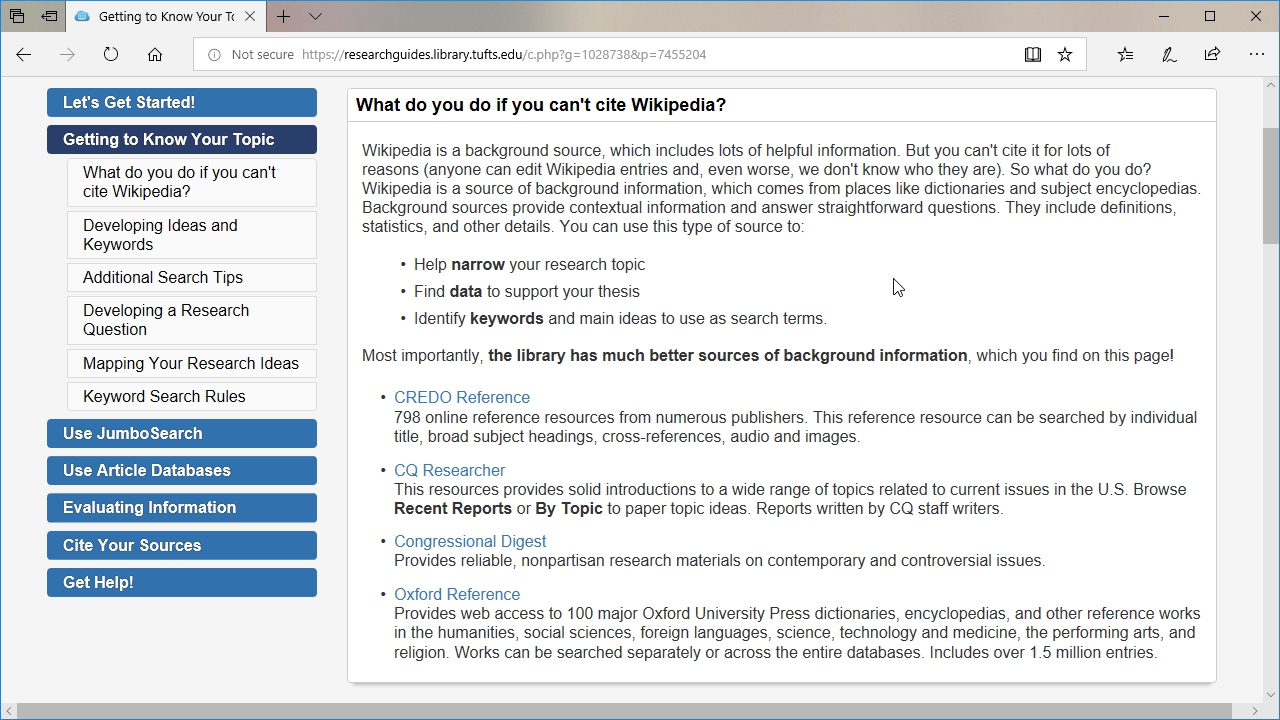 Getting to Know Your To
Not secure https://researchguides.library.tufts.edu/c.php?g=1028738&p=7455204
Let's Get Started!
Getting to Know Your Topic
What do you do if you can't
cite Wikipedia?
Developing Ideas and
Keywords
Additional Search Tips
Developing a Research
Question
Mapping Your Research Ideas
Keyword Search Rules
Use JumboSearch
Use Article Databases
Evaluating Information
Cite Your Sources
Get Help!
What do you do if you can't cite Wikipedia?
Wikipedia is a background source, which includes lots of helpful information. But you can't cite it for lots of
reasons (anyone can edit Wikipedia entries and, even worse, we don't know who they are). So what do you do?
Wikipedia is a source of background information, which comes from places like dictionaries and subject encyclopedias.
Background sources provide contextual information and answer straightforward questions. They include definitions,
statistics, and other details. You can use this type of source to:
• Help narrow your research topic
• Find data to support your thesis
• Identify keywords and main ideas to use as search terms.
Most importantly, the library has much better sources of background information, which you find on this page!
• CREDO Reference
798 online reference resources from numerous publishers. This reference resource can be searched by individual
title, broad subject headings, cross-references, audio and images.
• CQ Researcher
This resources provides solid introductions to a wide range of topics related to current issues in the U.S. Browse
Recent Reports or By Topic to paper topic ideas. Reports written by CQ staff writers.
• Congressional Digest
Provides reliable, nonpartisan research materials on contemporary and controversial issues.
• Oxford Reference
Provides web access to 100 major Oxford University Press dictionaries, encyclopedias, and other reference works
in the humanities, social sciences, foreign languages, science, technology and medicine, the performing arts, and
religion. Works can be searched separately or across the entire databases. Includes over 1.5 million entries.